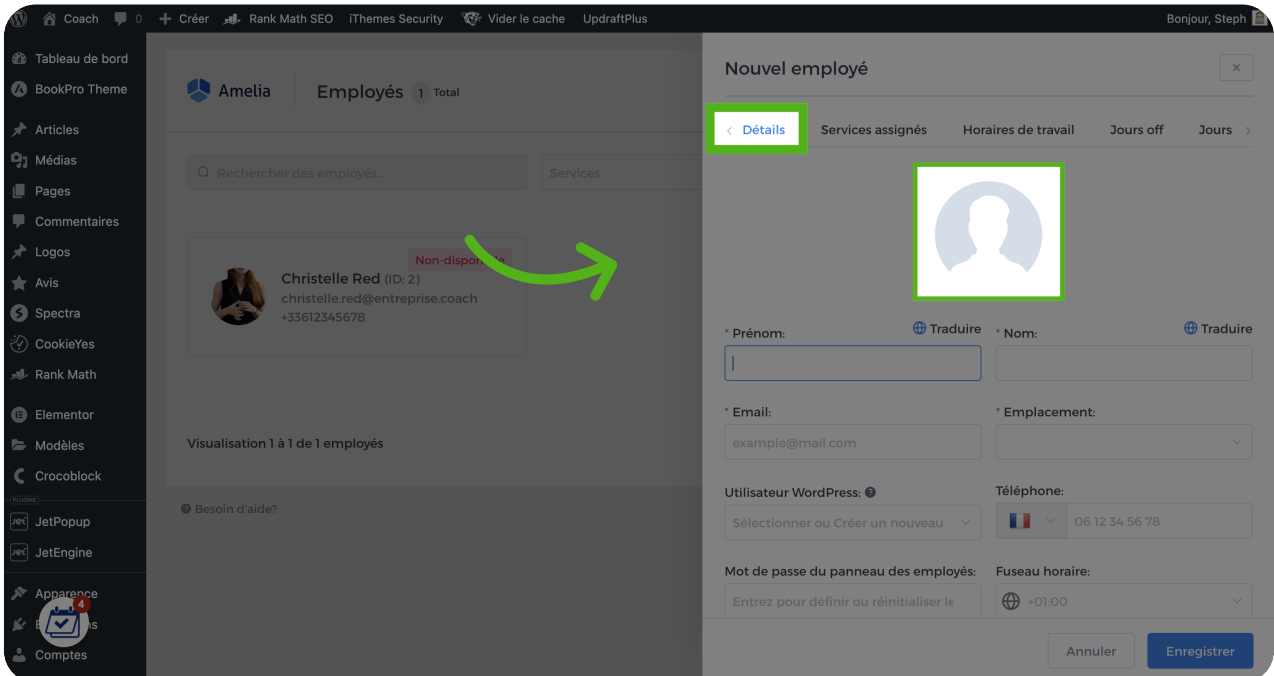 Coach 0 Créer Rank Math SEO iThemes Security Vider le cache UpdraftPlus Bonjour, Steph
Tableau de bord
BookPro Theme
Articles
Médias
Pages
Commentaires
Logos
Avis
Spectra
CookieYes
Rank Math
Elementor
Modèles
Crocoblock
PLUGINS
JetPopup
JetEngine
Apparence
4
Comptes
Amelia
Employés 1 Total
Rechercher des employés...
Services
Non-disponible
Christelle Red (ID: 2)
christelle.red@entreprise.coach
+33612345678
Visualisation 1 à 1 de 1 employés
Besoin d'aide?
Nouvel employé
Détails Services assignés Horaires de travail Jours off Jours
* Prénom: Traduire * Nom: Traduire
* Email: * Emplacement:
example@mail.com
Utilisateur WordPress: Téléphone:
Sélectionner ou Créer un nouveau 06 12 34 56 78
Mot de passe du panneau des employés: Fuseau horaire:
Entrez pour définir ou réinitialiser le +01:00
Annuler Enregistrer